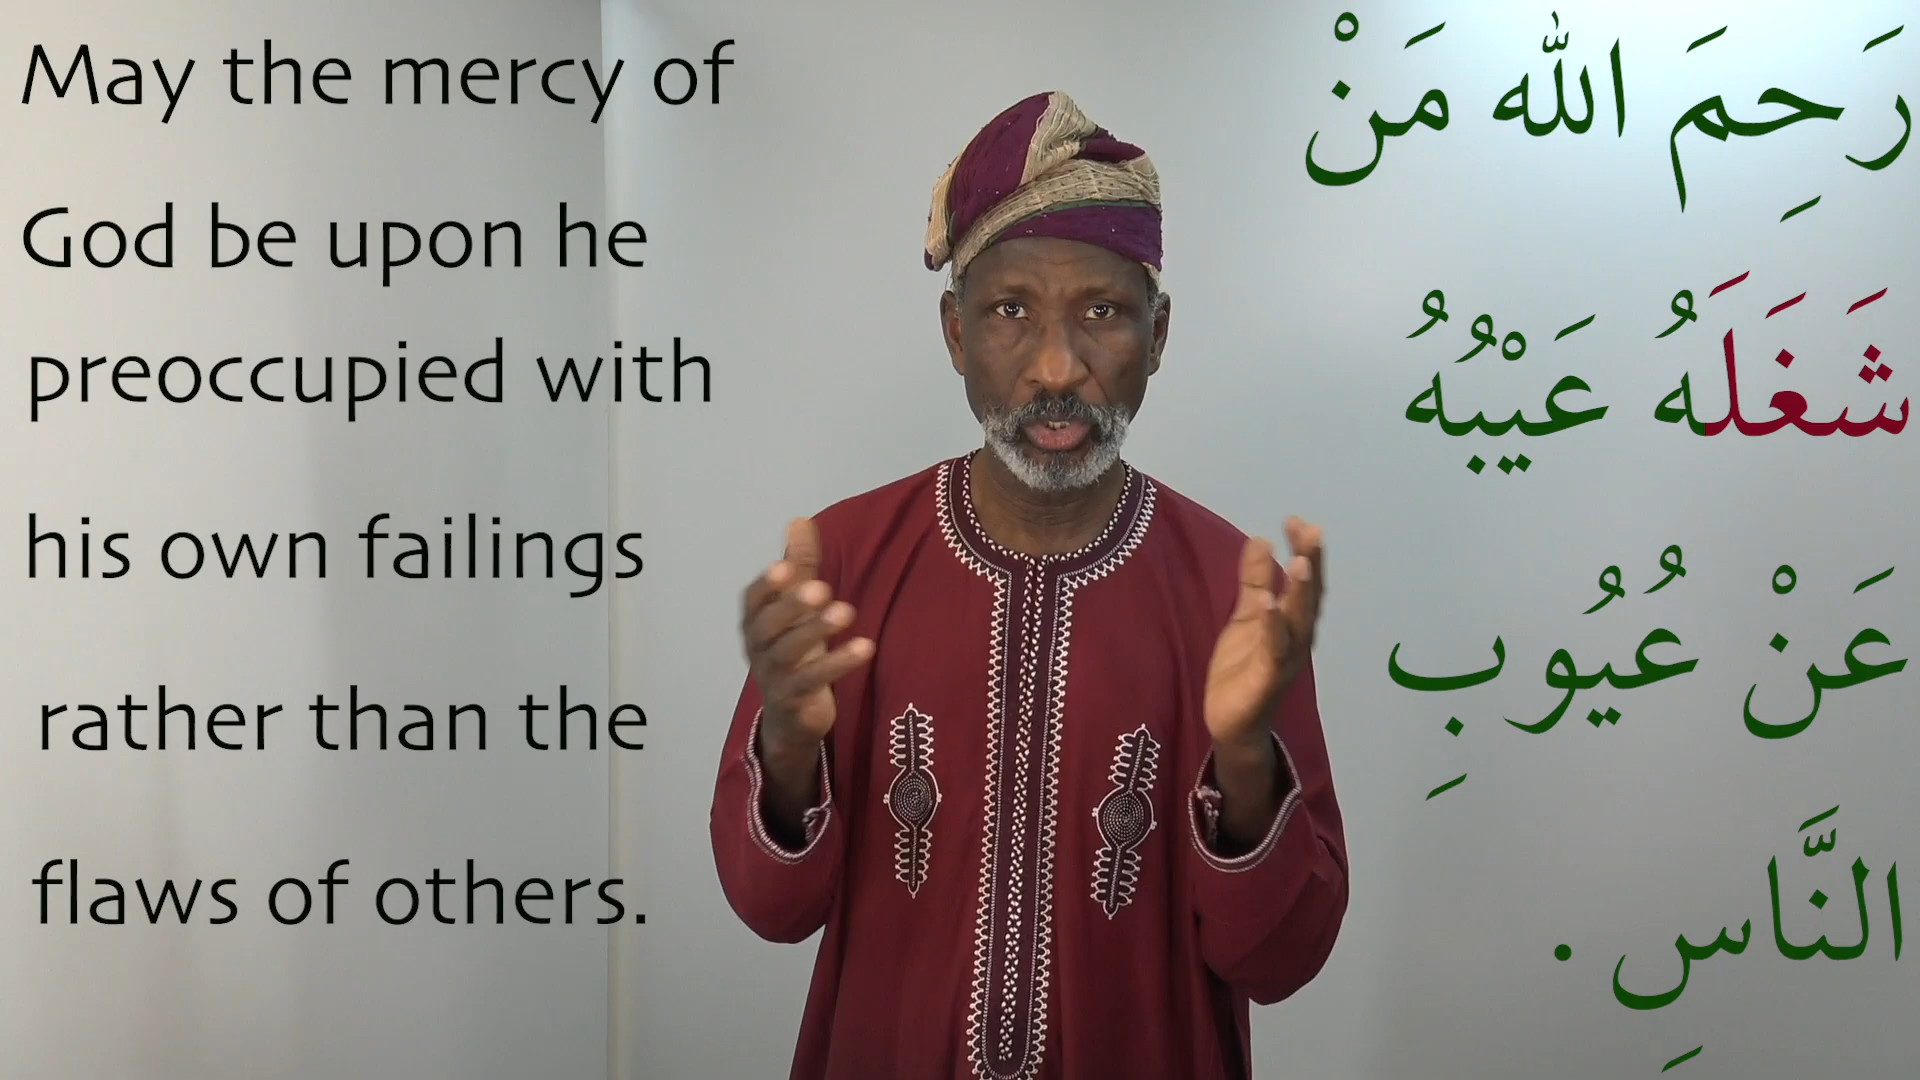 May the mercy of
God be upon he
preoccupied with
his own failings
rather than the
flaws of others.
رَحِمَ الله مَنْ
شَغَلَهُ عَيْبُهُ
عَنْ عُيُوبِ
النَّاسِ .